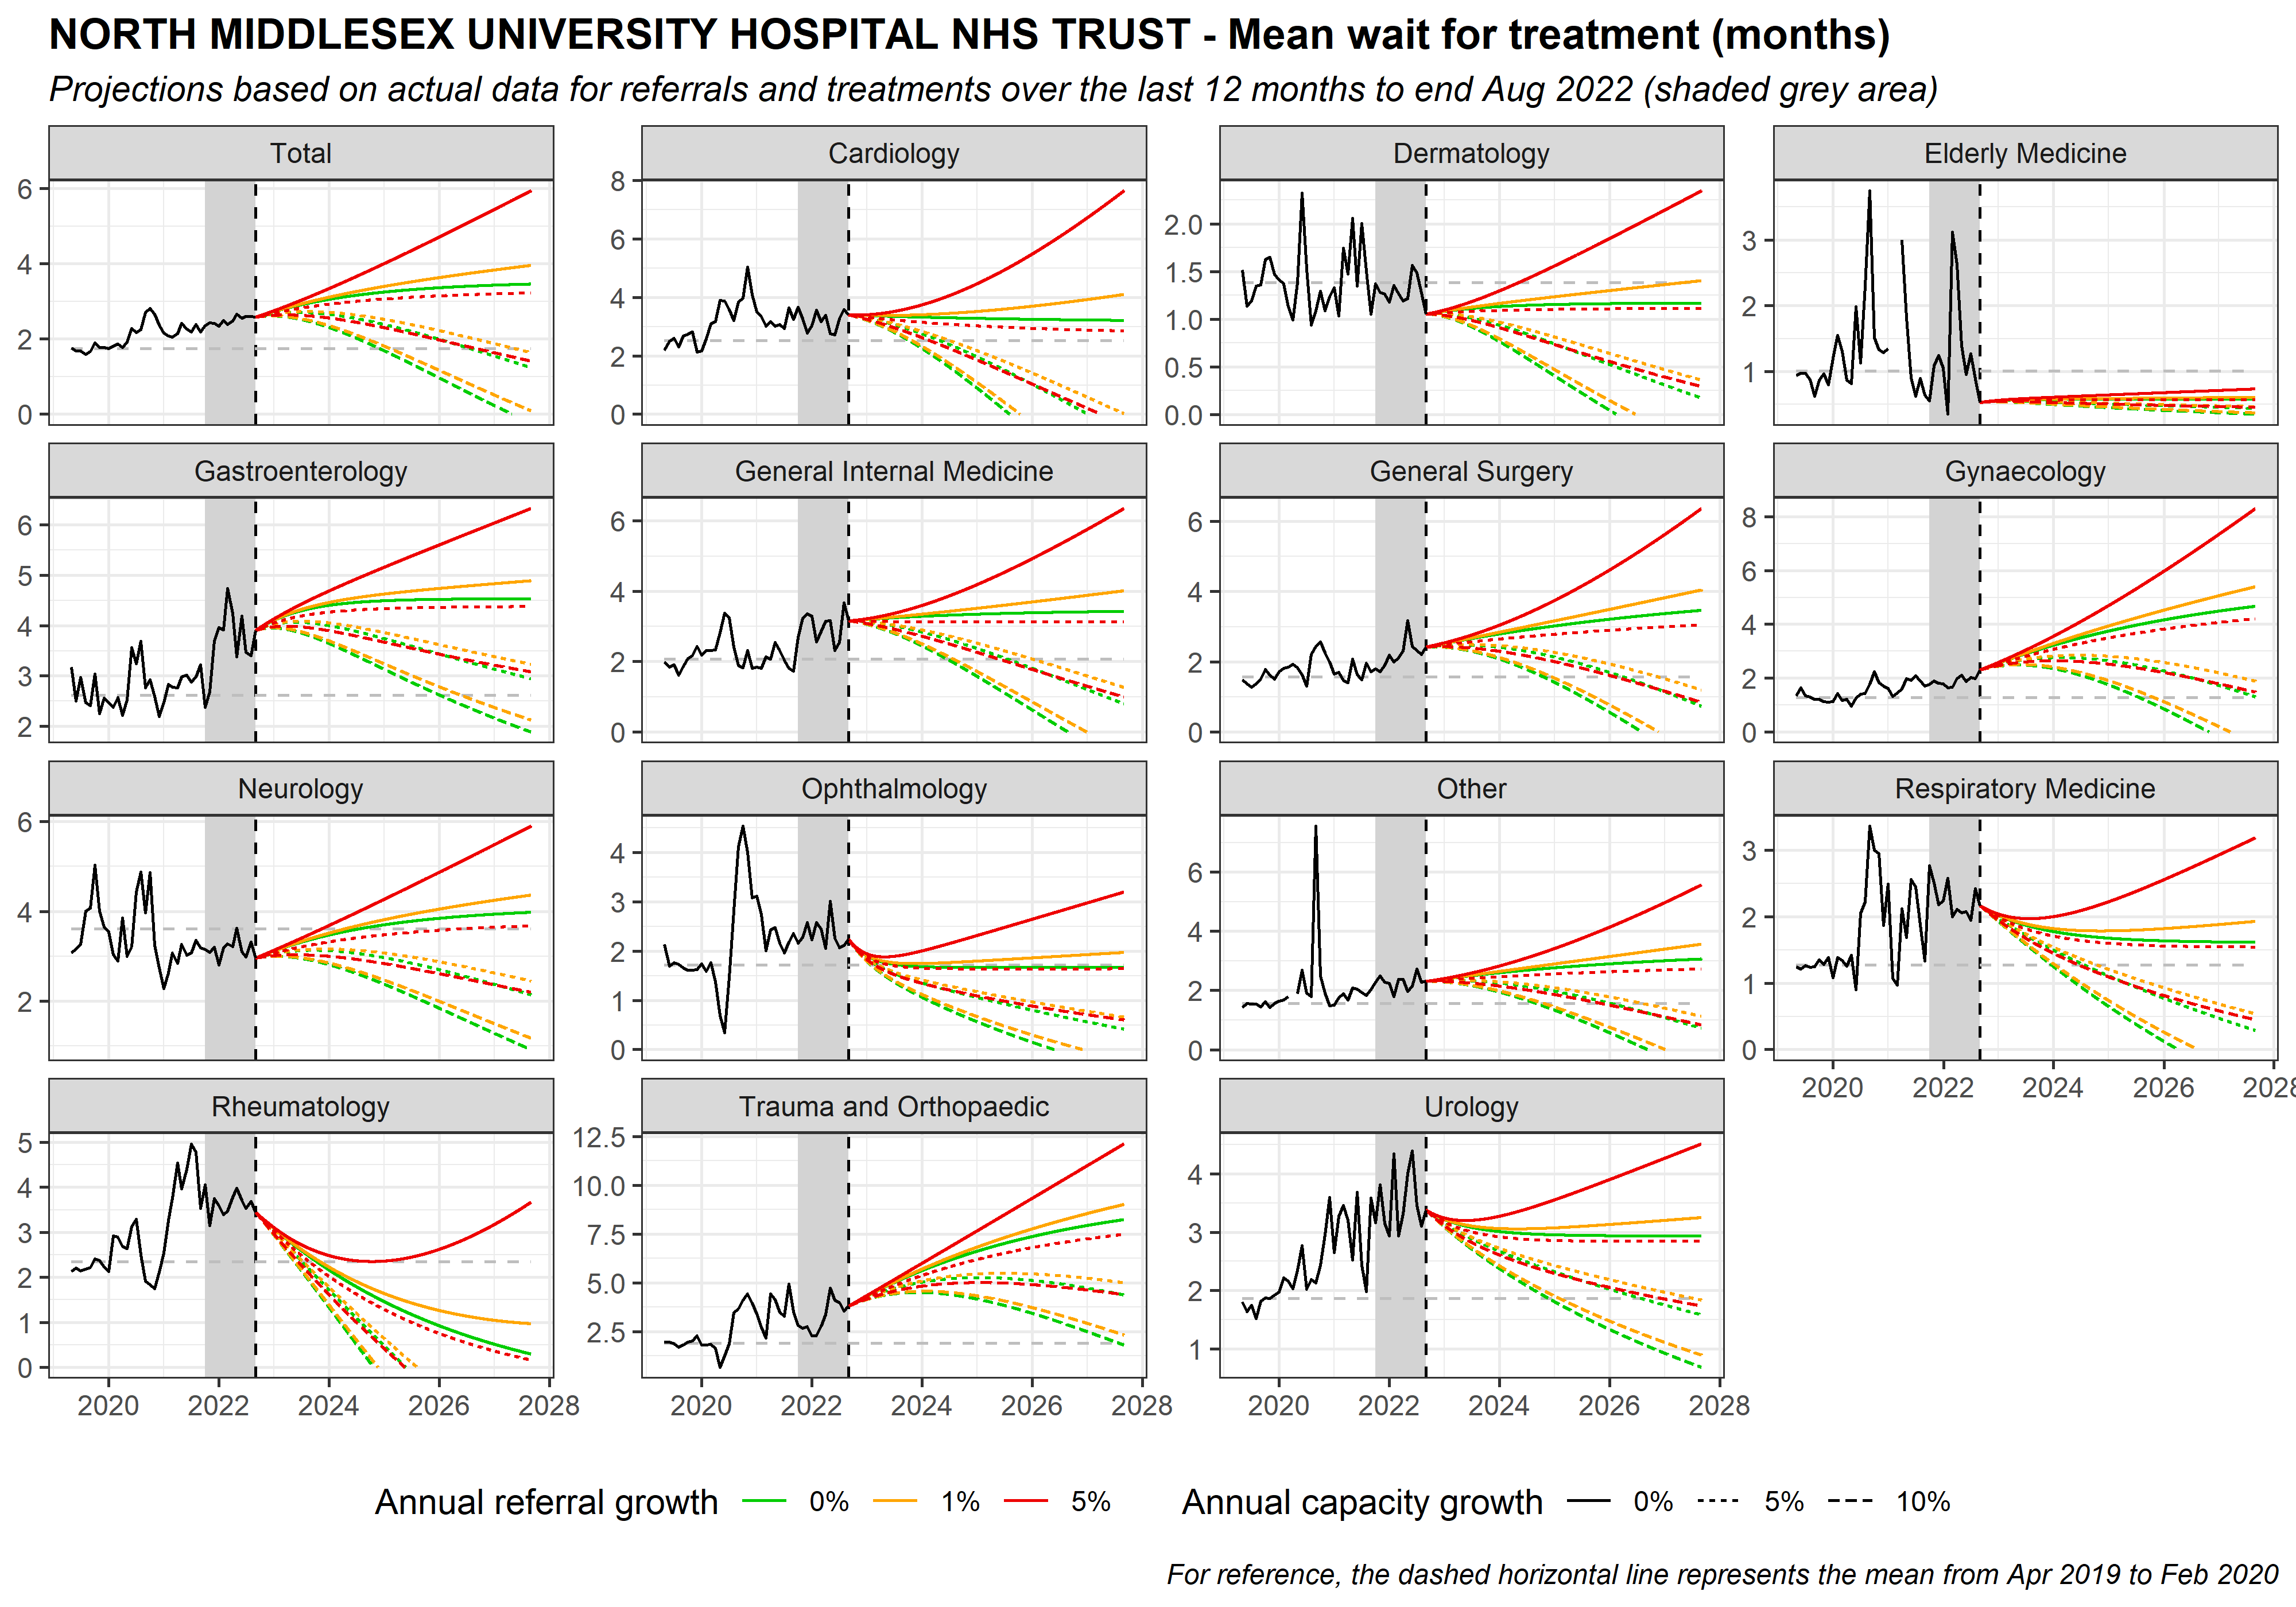 NORTH MIDDLESEX UNIVERSITY HOSPITAL NHS TRUST - Mean wait for treatment (months)
Projections based on actual data for referrals and treatments over the last 12 months to end Aug 2022 (shaded grey area)
Total
6
4
2
0
Cardiology
8
6
4
2
0
Dermatology
2.0
1.5
1.0
0.5
0.0
Elderly Medicine
3
2
1
Gastroenterology
6
5
4
3
2
General Internal Medicine
6
4
2
0
General Surgery
6
4
2
0
Gynaecology
8
6
4
2
0
Neurology
6
4
2
Ophthalmology
4
3
2
1
0
Other
6
4
2
0
Respiratory Medicine
3
2
1
0
2020 2022 2024 2026 2028
Rheumatology
5
4
3
2
1
0
2020 2022 2024 2026 2028
Trauma and Orthopaedic
12.5
10.0
7.5
5.0
2.5
2020 2022 2024 2026 2028
Urology
4
3
2
1
2020 2022 2024 2026 2028
Annual referral growth 0% 1% 5% Annual capacity growth 0% 5% 10%
For reference, the dashed horizontal line represents the mean from Apr 2019 to Feb 2020